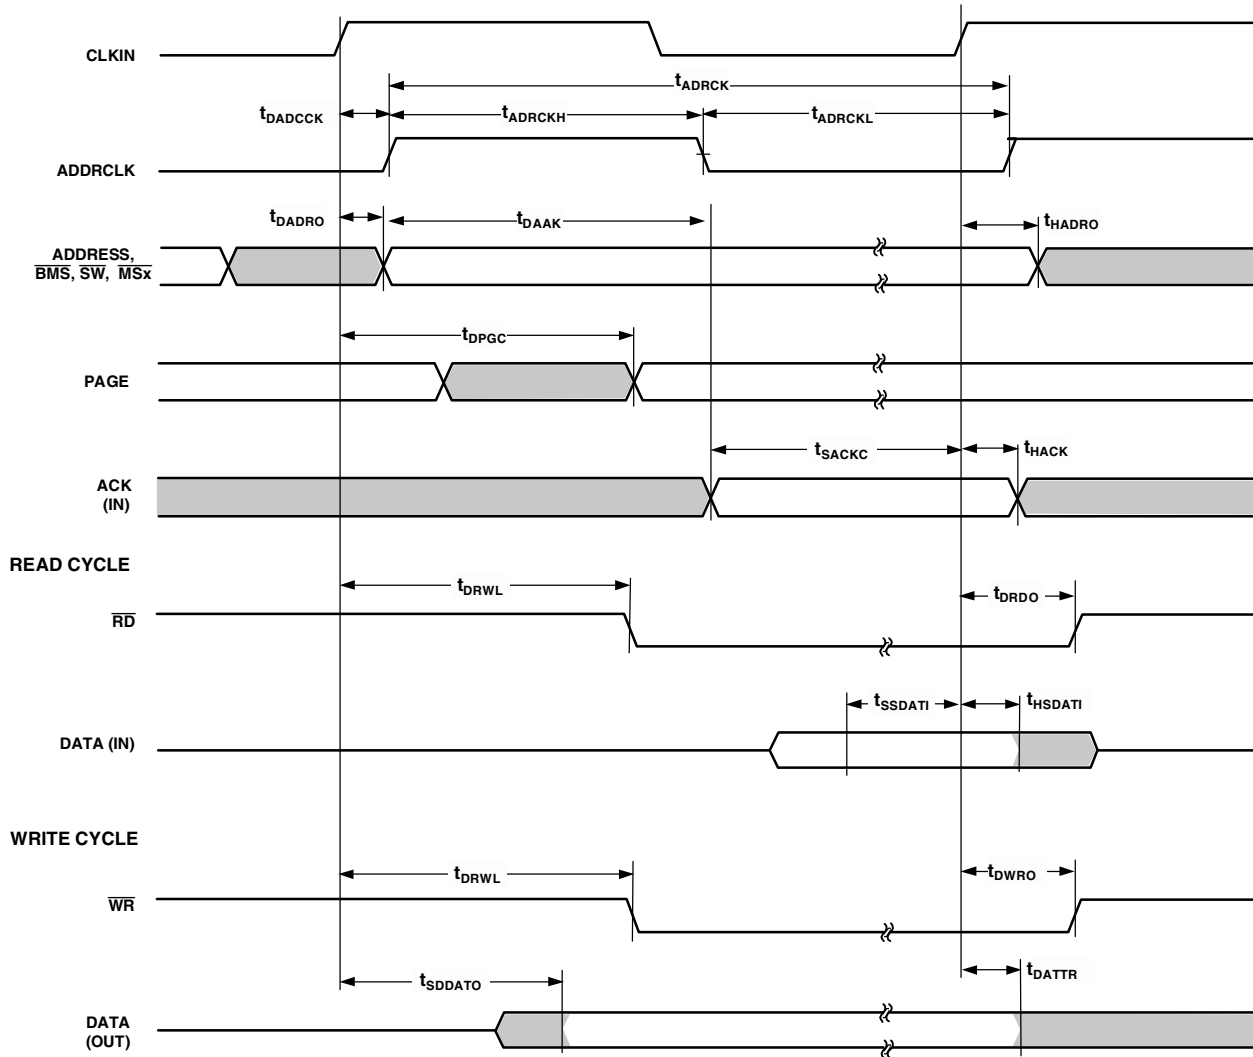 CLKIN
tADRCK
tDADCCK
tADRCKH
tADRCKL
ADDRCLK
tDADRO
tDAAK
tHADRO
ADDRESS,
BMS, SW, MSx
tDPGC
PAGE
tSACKC
tHACK
ACK
(IN)
READ CYCLE
tDRWL
tDRDO
RD
tSSDATI
tHSDATI
DATA (IN)
WRITE CYCLE
tDRWL
tDWRO
WR
tSDDATO
tDATTR
DATA
(OUT)